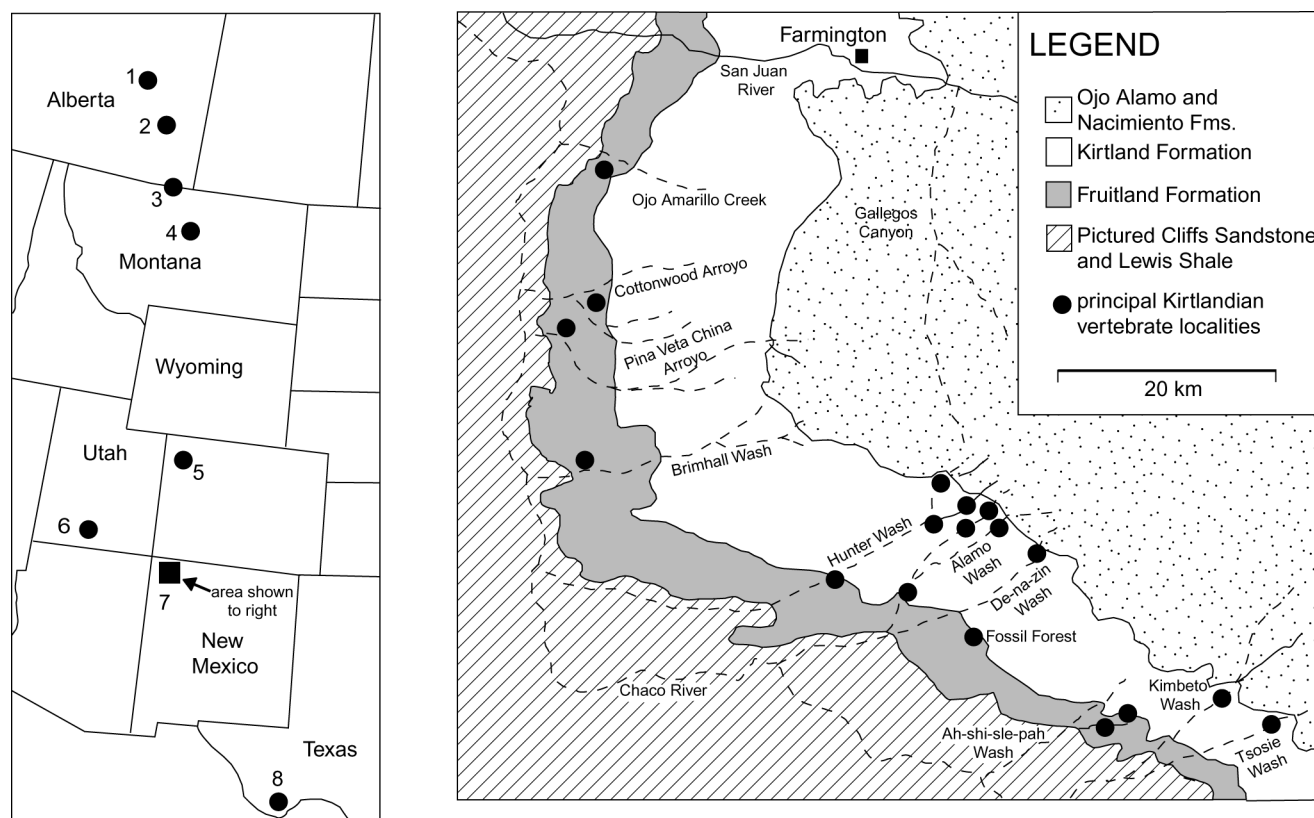 1
Alberta
2
3
4
Montana
Wyoming
Utah
5
6
area shown
to right
7
New
Mexico
Texas
8
Farmington
San Juan
River
Ojo Amarillo Creek
Gallegos
Canyon
Cottonwood Arroyo
Pina Veta China
Arroyo
Brimhall Wash
Hunter Wash
Alamo
Wash
De-na-zin
Wash
Fossil Forest
Chaco River
Kimbeto
Wash
Ah-shi-sle-pah
Wash
Tsosie
Wash
LEGEND
Ojo Alamo and
Nacimiento Fms.
Kirtland Formation
Fruitland Formation
Pictured Cliffs Sandstone
and Lewis Shale
principal Kirtlandian
vertebrate localities
20 km